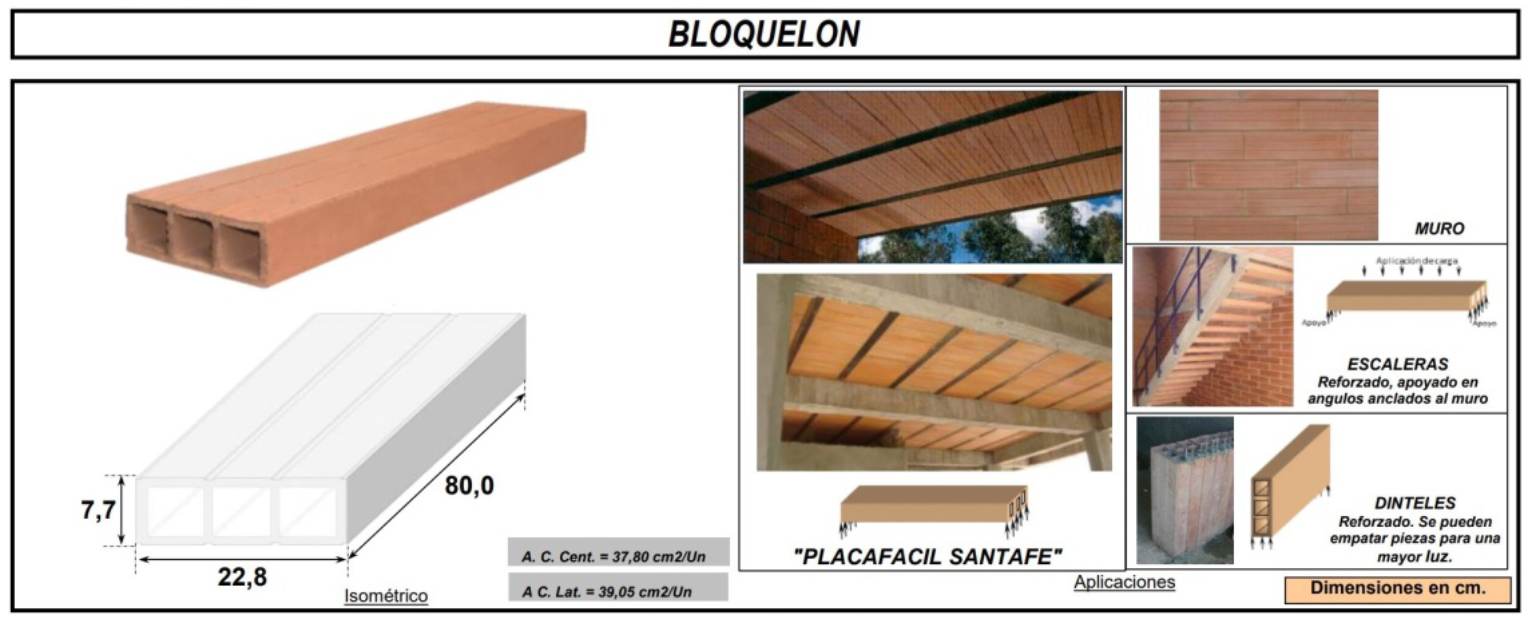 BLOQUELON
7,7
22,8
80,0
Isométrico
A. C. Cent. = 37,80 cm2/Un
A C. Lat. = 39,05 cm2/Un
"PLACAFACIL SANTAFE"
MURO
Aplicación de carga
Apoyo
Apoyo
ESCALERAS
Reforzado, apoyado en
angulos anclados al muro
DINTELES
Reforzado. Se pueden
empatar piezas para una
mayor luz.
Aplicaciones
Dimensiones en cm.